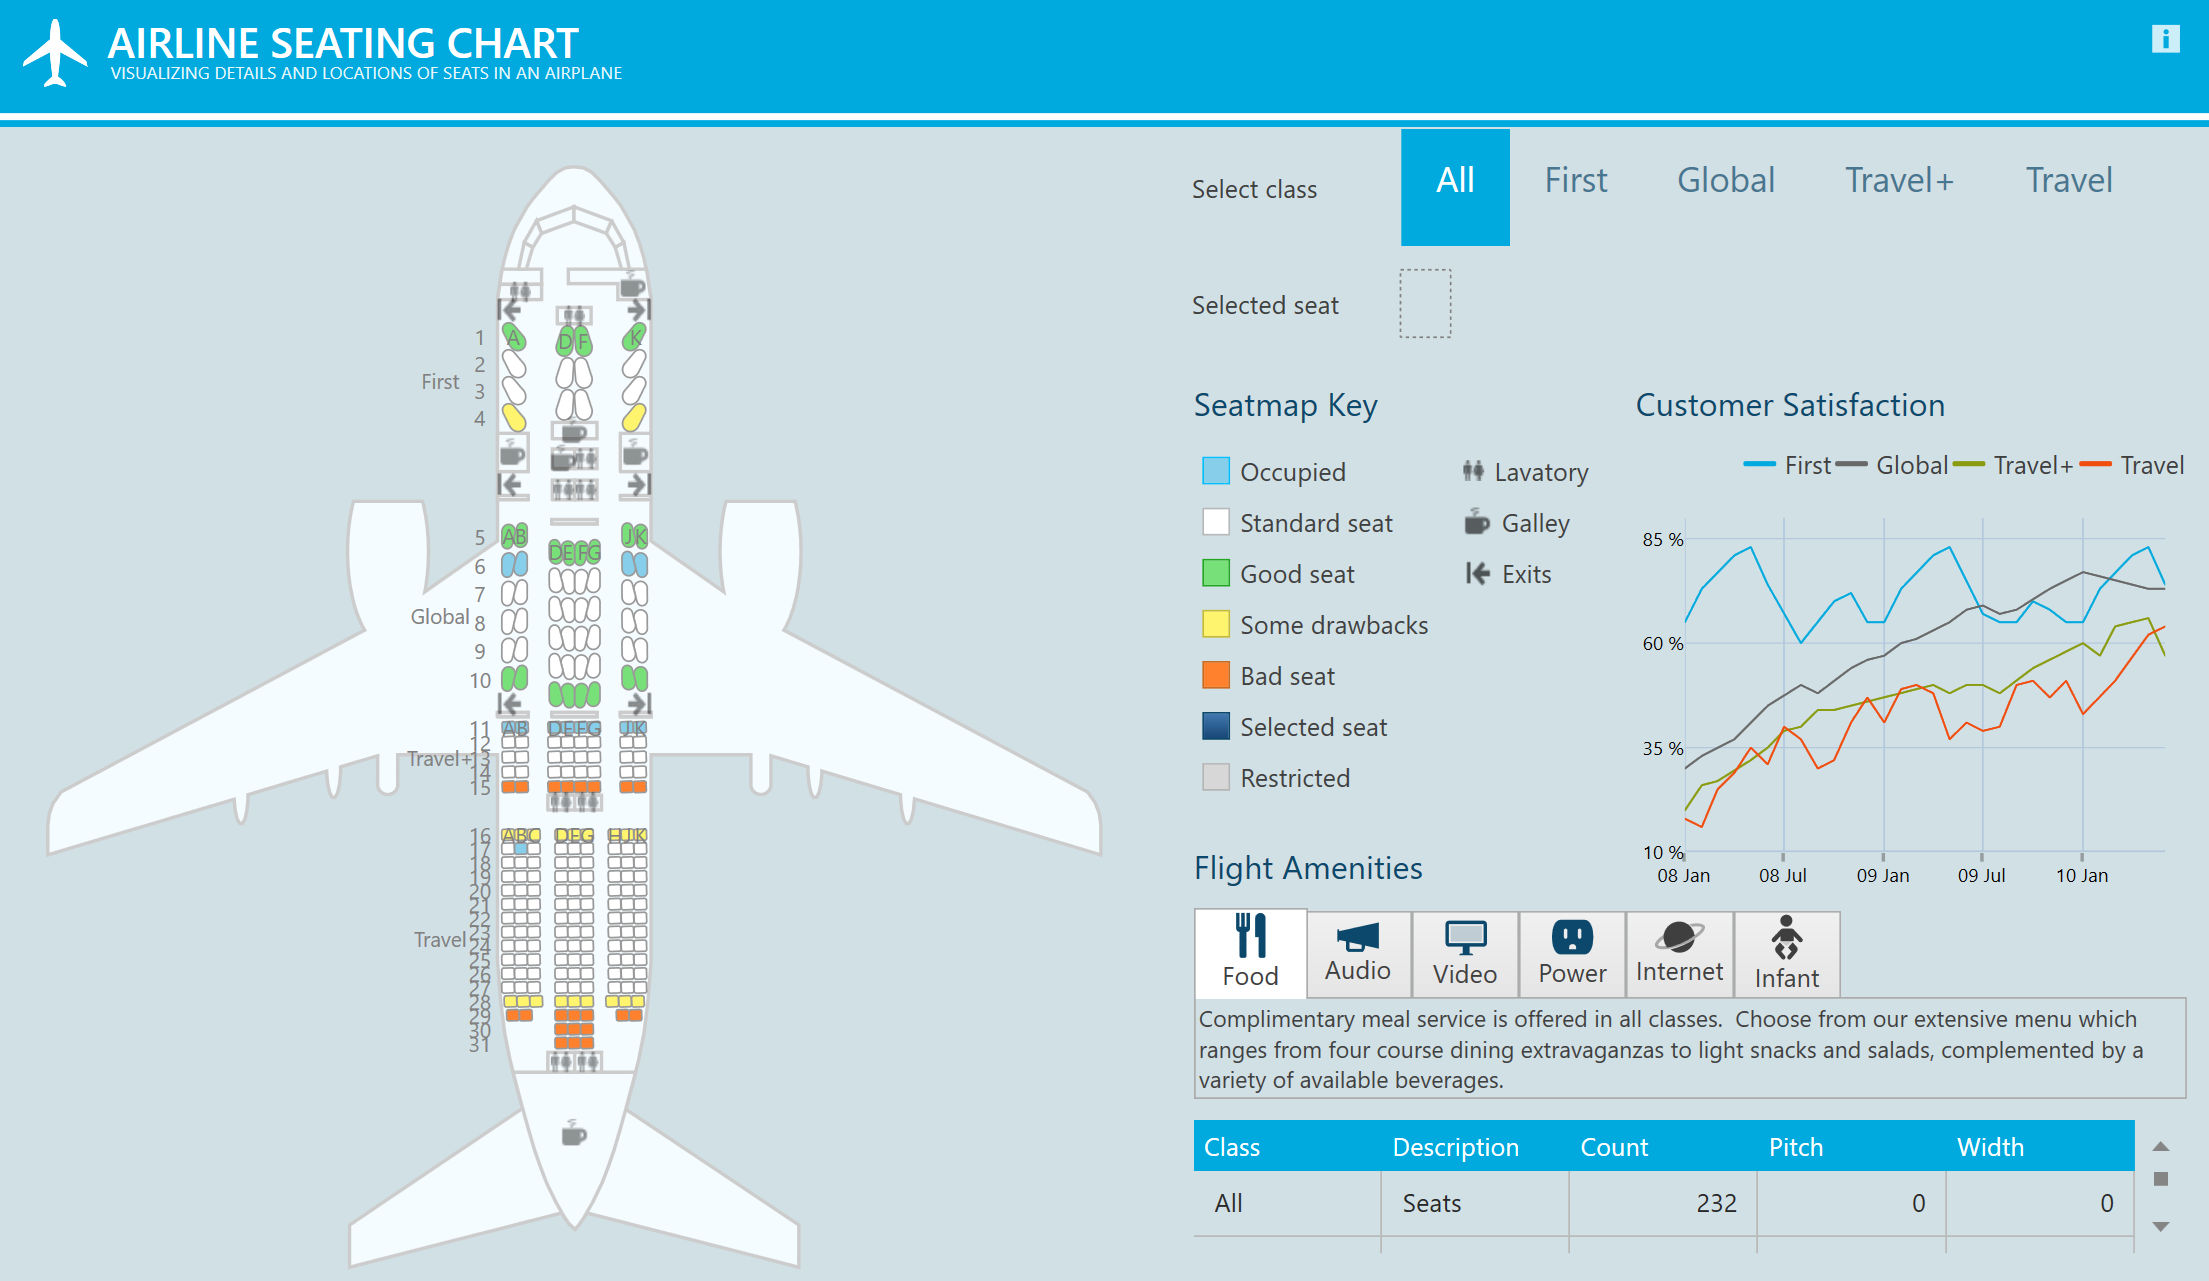 AIRLINE SEATING CHART
VISUALIZING DETAILS AND LOCATIONS OF SEATS IN AN AIRPLANE
i
Select class
All First Global Travel+ Travel
Selected seat
1 A D F K
2
First
3
4
5 AB DEFG JK
6
7
Global
8
9
10
11 AB DEFG JK
12
Travel+ 13
14
15
16 ABC DEG HJK
17
18
19
20
21
22
23
Travel 24
25
26
27
28
29
30
31
Seatmap Key
Occupied
Standard seat
Good seat
Some drawbacks
Bad seat
Selected seat
Restricted
Lavatory
Galley
Exits
Customer Satisfaction
First Global Travel+ Travel
85 %
60 %
35 %
10 %
08 Jan 08 Jul 09 Jan 09 Jul 10 Jan
Flight Amenities
Food Audio Video Power Internet Infant
Complimentary meal service is offered in all classes.  Choose from our extensive menu which
ranges from four course dining extravaganzas to light snacks and salads, complemented by a
variety of available beverages.
Class Description Count Pitch Width
All Seats 232 0 0